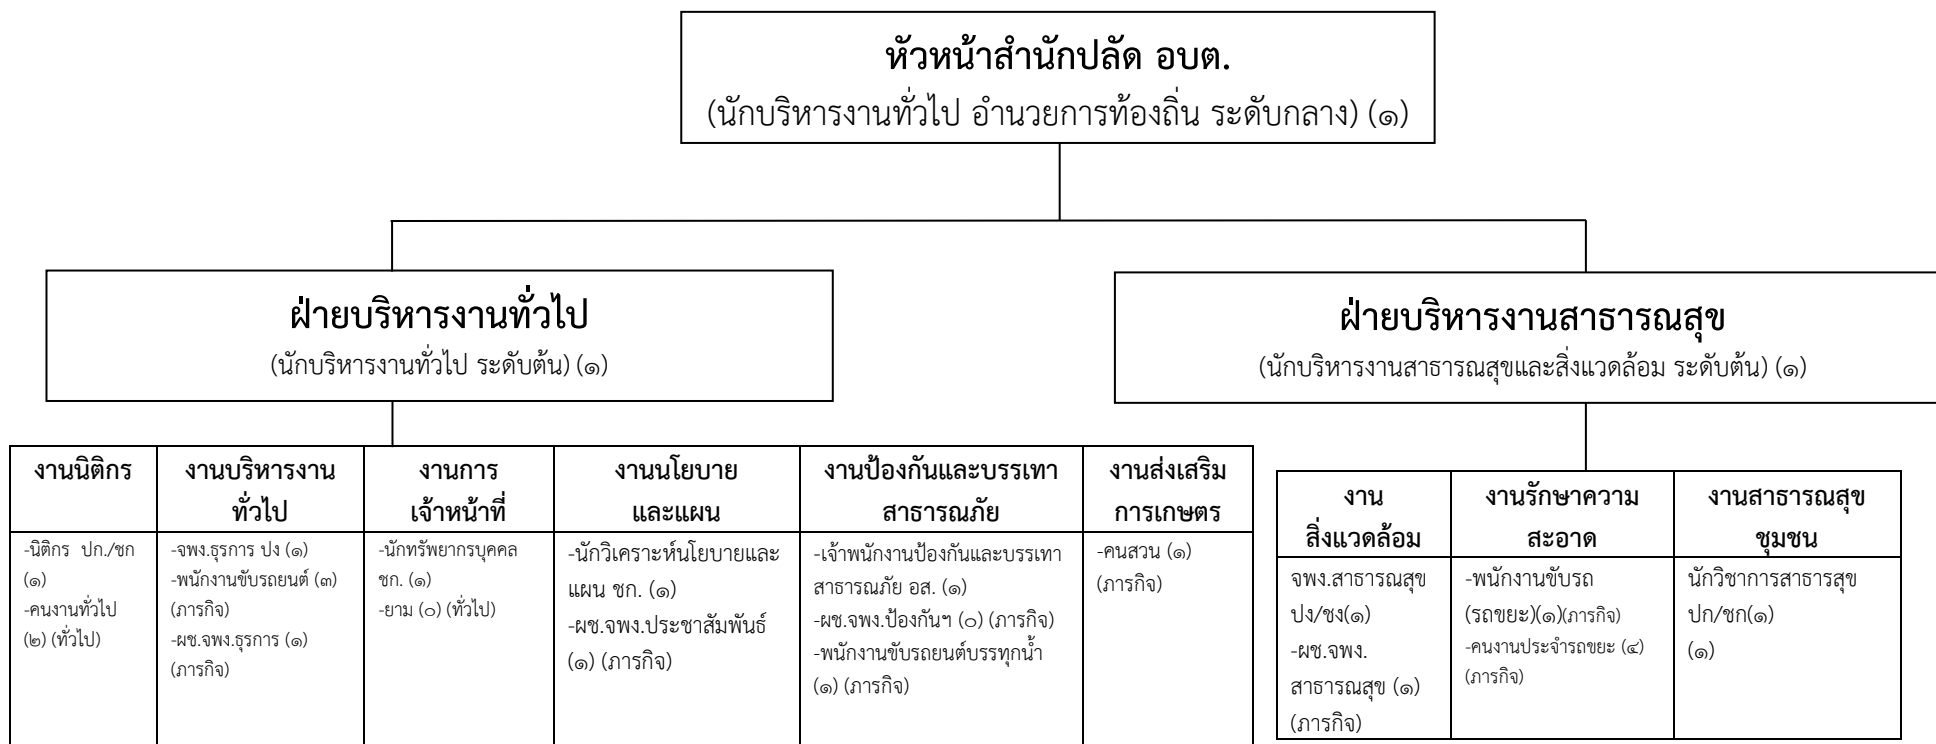 หัวหน้าสำนักปลัด อบต.
(นักบริหารงานทั่วไป อำนวยการท้องถิ่น ระดับกลาง) (๑)
ฝ่ายบริหารงานทั่วไป
(นักบริหารงานทั่วไป ระดับต้น) (๑)
ฝ่ายบริหารงานสาธารณสุข
(นักบริหารงานสาธารณสุขและสิ่งแวดล้อม ระดับต้น) (๑)
งานนิติกร
-นิติกร ปก./ชก
(๑)
-คนงานทั่วไป
(๒) (ทั่วไป)
งานบริหารงาน
ทั่วไป
-จพง.ธุรการ ปง (๑)
-พนักงานขับรถยนต์ (๓)
(ภารกิจ)
-ผช.จพง.ธุรการ (๑)
(ภารกิจ)
งานการ
เจ้าหน้าที่
-นักทรัพยากรบุคคล
ชก. (๑)
-ยาม (๐) (ทั่วไป)
งานนโยบาย
และแผน
-นักวิเคราะห์นโยบายและ
แผน ชก. (๑)
-ผช.จพง.ประชาสัมพันธ์
(๑) (ภารกิจ)
งานป้องกันและบรรเทา
สาธารณภัย
-เจ้าพนักงานป้องกันและบรรเทา
สาธารณภัย อส. (๑)
-ผช.จพง.ป้องกันฯ (๐) (ภารกิจ)
-พนักงานขับรถยนต์บรรทุกน้ำ
(๑) (ภารกิจ)
งานส่งเสริม
การเกษตร
-คนสวน (๑)
(ภารกิจ)
งาน
สิ่งแวดล้อม
จพง.สาธารณสุข
ปง/ชง(๑)
-ผช.จพง.
สาธารณสุข (๑)
(ภารกิจ)
งานรักษาความ
สะอาด
-พนักงานขับรถ
(รถขยะ)(๑)(ภารกิจ)
-คนงานประจำรถขยะ (๔)
(ภารกิจ)
งานสาธารณสุข
ชุมชน
นักวิชาการสาธารสุข
ปก/ชก(๑)
(๑)